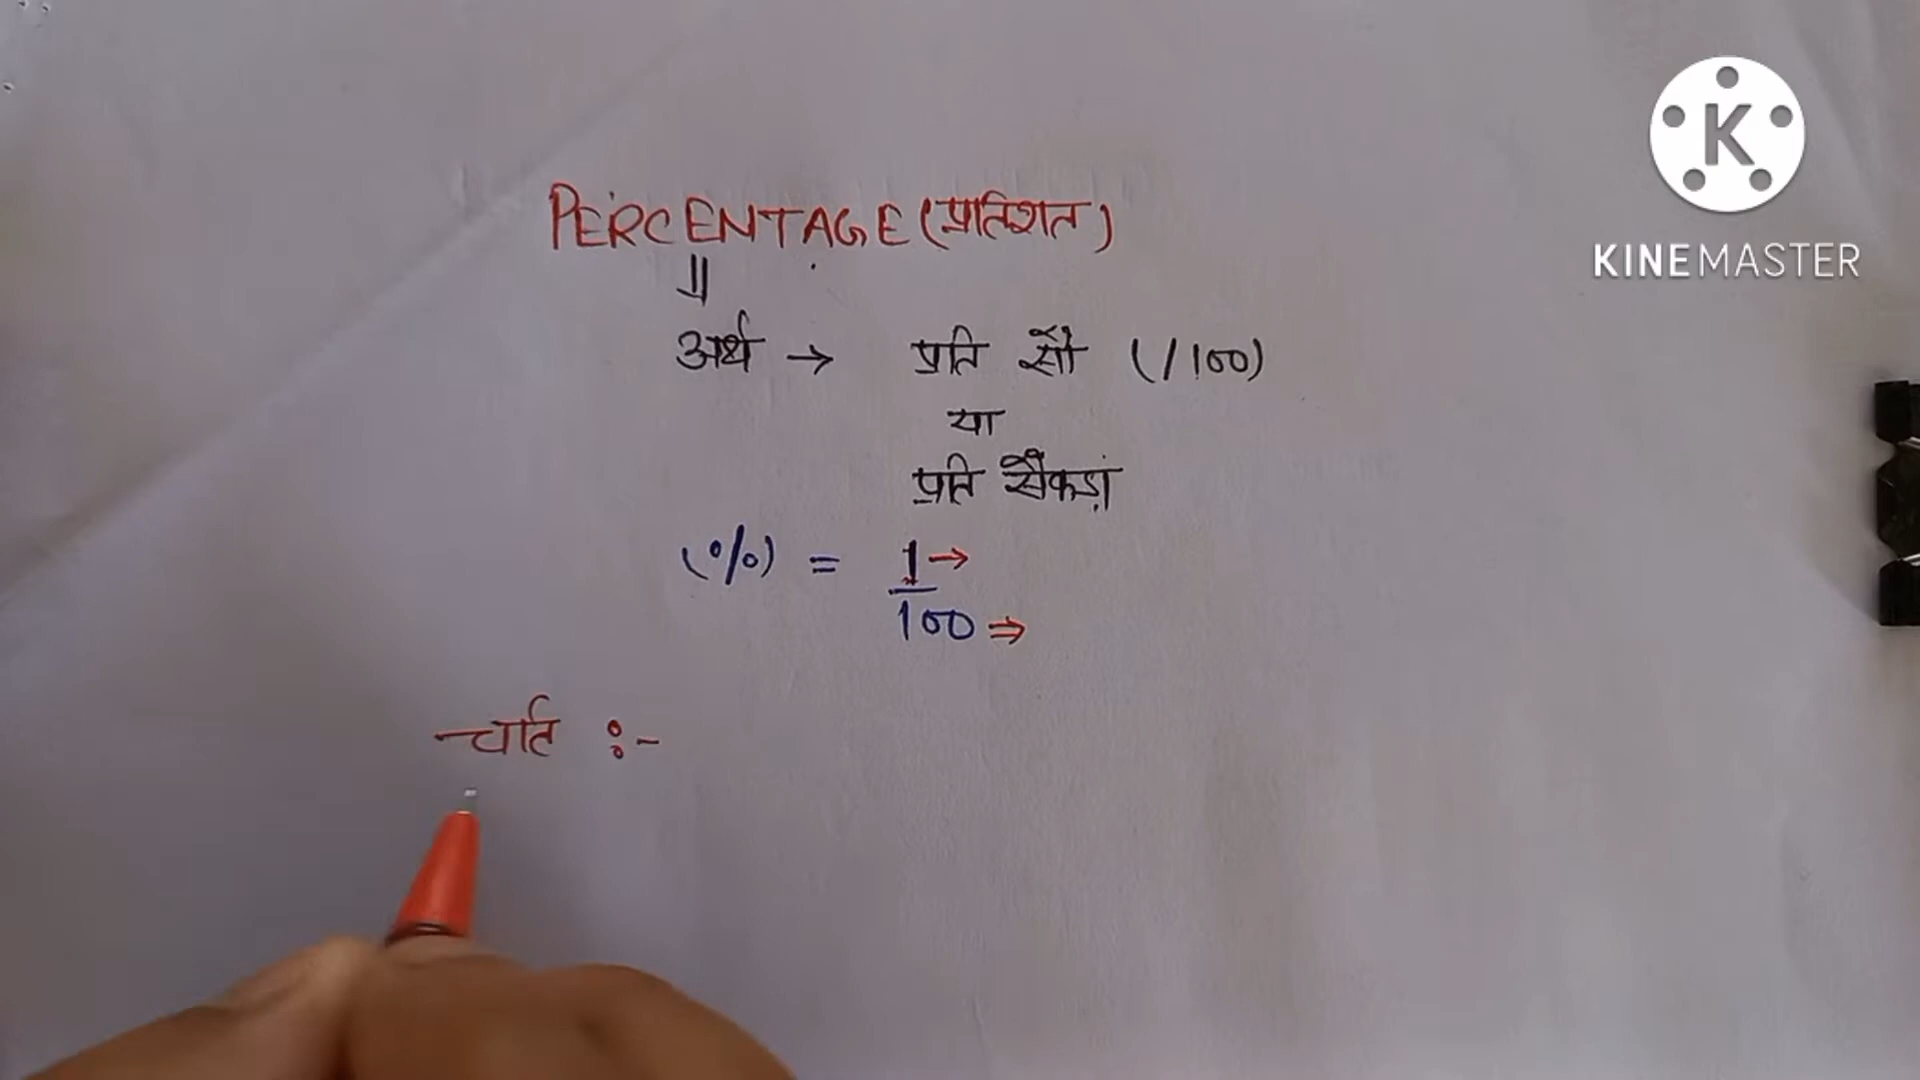 PERCENTAGE (प्रतिशत)
अर्थ → प्रति सौ (/100)
या
प्रति सैंकड़ा
(%) = 1 →
100 ⇒
चार्ट :-
K
KINEMASTER